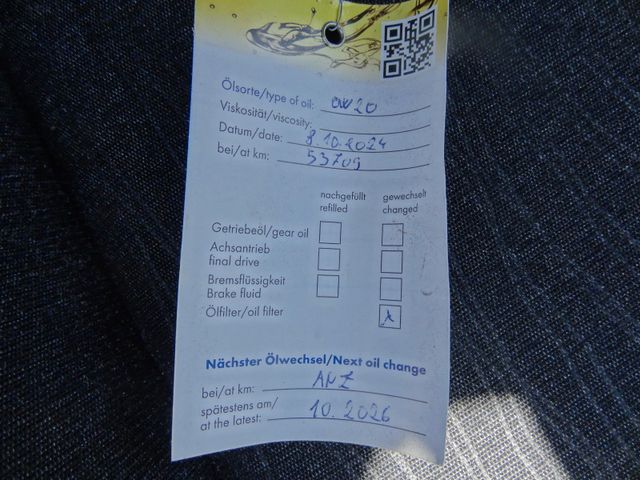 Ölsorte/type of oil: 0W20
Viskosität/viscosity:
Datum/date: 8.10.2024
bei/at km: 53709
nachgefüllt gewechselt
refilled changed
Getriebeöl/gear oil
Achsantrieb
final drive
Bremsflüssigkeit
Brake fluid
Ölfilter/oil filter X
Nächster Ölwechsel/Next oil change
bei/at km: ANZ
spätestens am/
at the latest: 10.2026